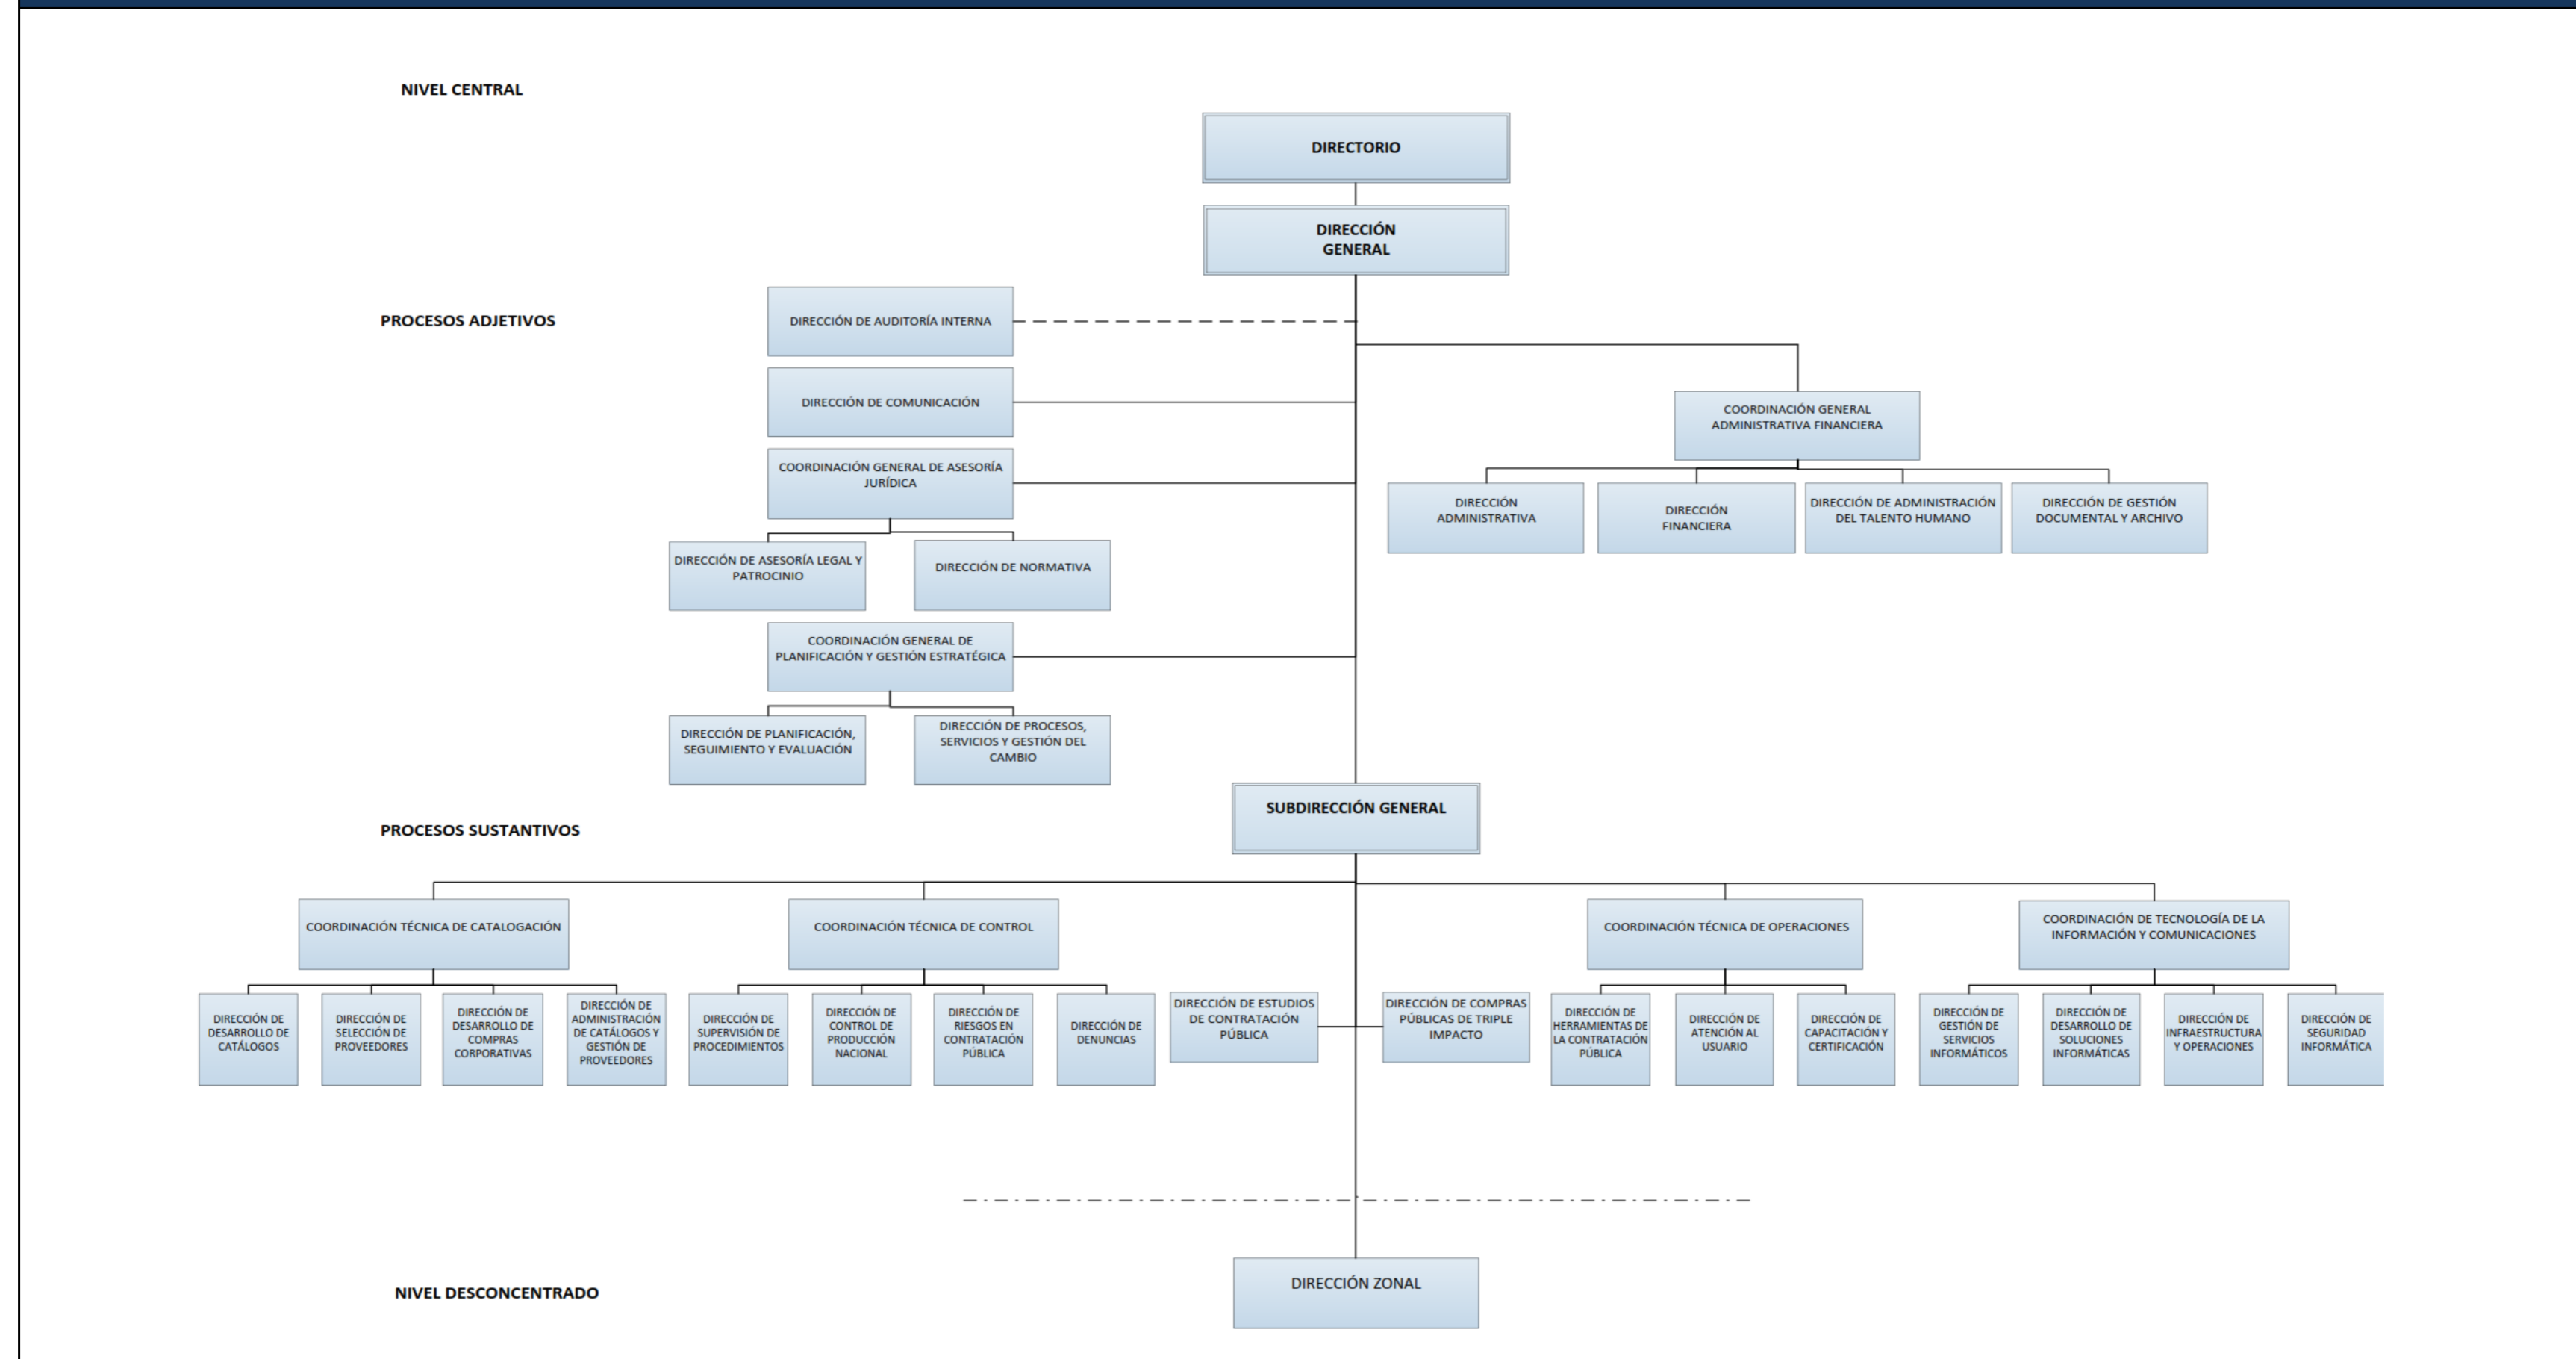 NIVEL CENTRAL
DIRECTORIO
DIRECCIÓN
GENERAL
PROCESOS ADJETIVOS
DIRECCIÓN DE AUDITORÍA INTERNA
DIRECCIÓN DE COMUNICACIÓN
COORDINACIÓN GENERAL DE ASESORÍA
JURÍDICA
DIRECCIÓN DE ASESORÍA LEGAL Y
PATROCINIO
DIRECCIÓN DE NORMATIVA
COORDINACIÓN GENERAL DE
PLANIFICACIÓN Y GESTIÓN ESTRATÉGICA
DIRECCIÓN DE PLANIFICACIÓN,
SEGUIMIENTO Y EVALUACIÓN
DIRECCIÓN DE PROCESOS,
SERVICIOS Y GESTIÓN DEL
CAMBIO
COORDINACIÓN GENERAL
ADMINISTRATIVA FINANCIERA
DIRECCIÓN
ADMINISTRATIVA
DIRECCIÓN
FINANCIERA
DIRECCIÓN DE ADMINISTRACIÓN
DEL TALENTO HUMANO
DIRECCIÓN DE GESTIÓN
DOCUMENTAL Y ARCHIVO
SUBDIRECCIÓN GENERAL
PROCESOS SUSTANTIVOS
COORDINACIÓN TÉCNICA DE CATALOGACIÓN
DIRECCIÓN DE
DESARROLLO DE
CATÁLOGOS
DIRECCIÓN DE
SELECCIÓN DE
PROVEEDORES
DIRECCIÓN DE
DESARROLLO DE
COMPRAS
CORPORATIVAS
DIRECCIÓN DE
ADMINISTRACIÓN
DE CATÁLOGOS Y
GESTIÓN DE
PROVEEDORES
COORDINACIÓN TÉCNICA DE CONTROL
DIRECCIÓN DE
SUPERVISIÓN DE
PROCEDIMIENTOS
DIRECCIÓN DE
CONTROL DE
PRODUCCIÓN
NACIONAL
DIRECCIÓN DE
RIESGOS EN
CONTRATACIÓN
PÚBLICA
DIRECCIÓN DE
DENUNCIAS
DIRECCIÓN DE ESTUDIOS
DE CONTRATACIÓN
PÚBLICA
DIRECCIÓN DE COMPRAS
PÚBLICAS DE TRIPLE
IMPACTO
COORDINACIÓN TÉCNICA DE OPERACIONES
DIRECCIÓN DE
HERRAMIENTAS DE
LA CONTRATACIÓN
PÚBLICA
DIRECCIÓN DE
ATENCIÓN AL
USUARIO
DIRECCIÓN DE
CAPACITACIÓN Y
CERTIFICACIÓN
COORDINACIÓN DE TECNOLOGÍA DE LA
INFORMACIÓN Y COMUNICACIONES
DIRECCIÓN DE
GESTIÓN DE
SERVICIOS
INFORMÁTICOS
DIRECCIÓN DE
DESARROLLO DE
SOLUCIONES
INFORMÁTICAS
DIRECCIÓN DE
INFRAESTRUCTURA
Y OPERACIONES
DIRECCIÓN DE
SEGURIDAD
INFORMÁTICA
DIRECCIÓN ZONAL
NIVEL DESCONCENTRADO